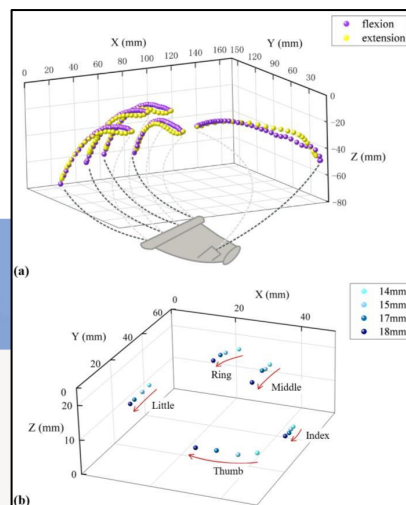 flexion
extension
X (mm)
Y (mm)
0 20 40 60 80 100 120 140 160
150 120 90 60 30
0
-20
-40
-60
-80
Z (mm)
(a)
14mm
15mm
17mm
18mm
X (mm)
0 20 40
Y (mm)
60
40
20
0
Z (mm)
20
10
0
Ring
Middle
Little
Index
Thumb
(b)